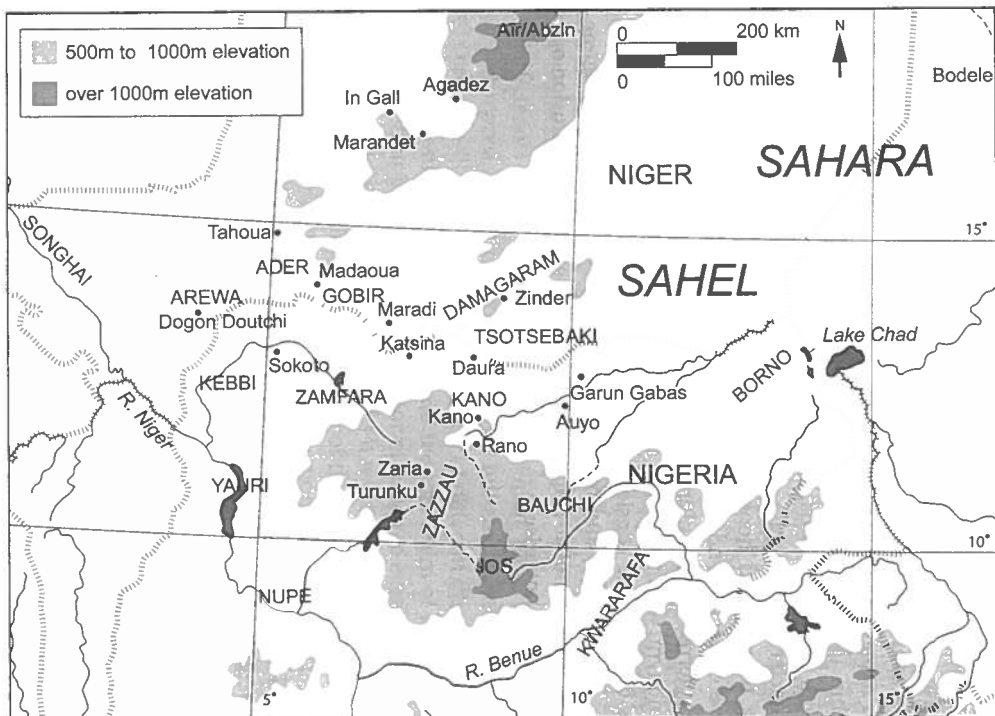 500m to 1000m elevation
over 1000m elevation
Aïr/Abzin
0 200 km
0 100 miles
N
Bodele
Agadez
In Gall
Marandet
NIGER
SAHARA
SONGHAI
Tahoua
15°
ADER
Madaoua
GOBIR
DAMAGARAM
Zinder
SAHEL
AREWA
Dogon Doutchi
Maradi
Katsina
TSOTSEBAKI
Daura
Lake Chad
Sokoto
KEBBI
ZAMFARA
BORNO
Garun Gabas
KANO
Kano
Auyo
R. Niger
Rano
Zaria
Turunku
ZAZZAU
NIGERIA
YAURI
BAUCHI
10°
JOS
NUPE
KWARARAFA
R. Benue
5°
10°
15°